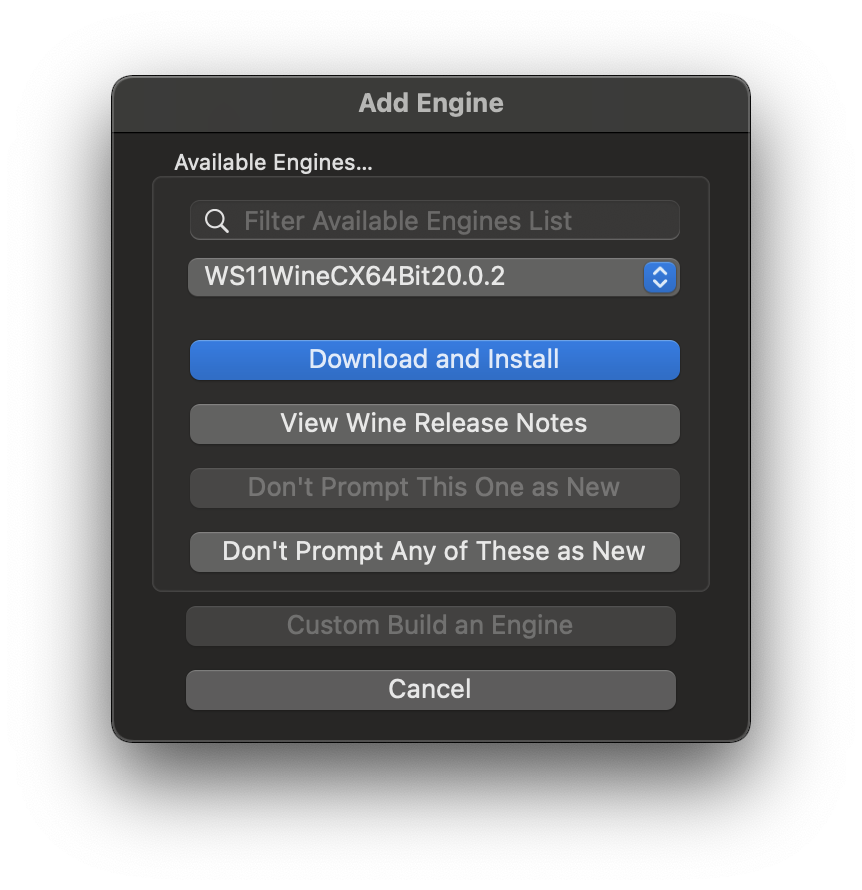 Add Engine
Available Engines...
Filter Available Engines List
WS11WineCX64Bit20.0.2
Download and Install
View Wine Release Notes
Don't Prompt This One as New
Don't Prompt Any of These as New
Custom Build an Engine
Cancel